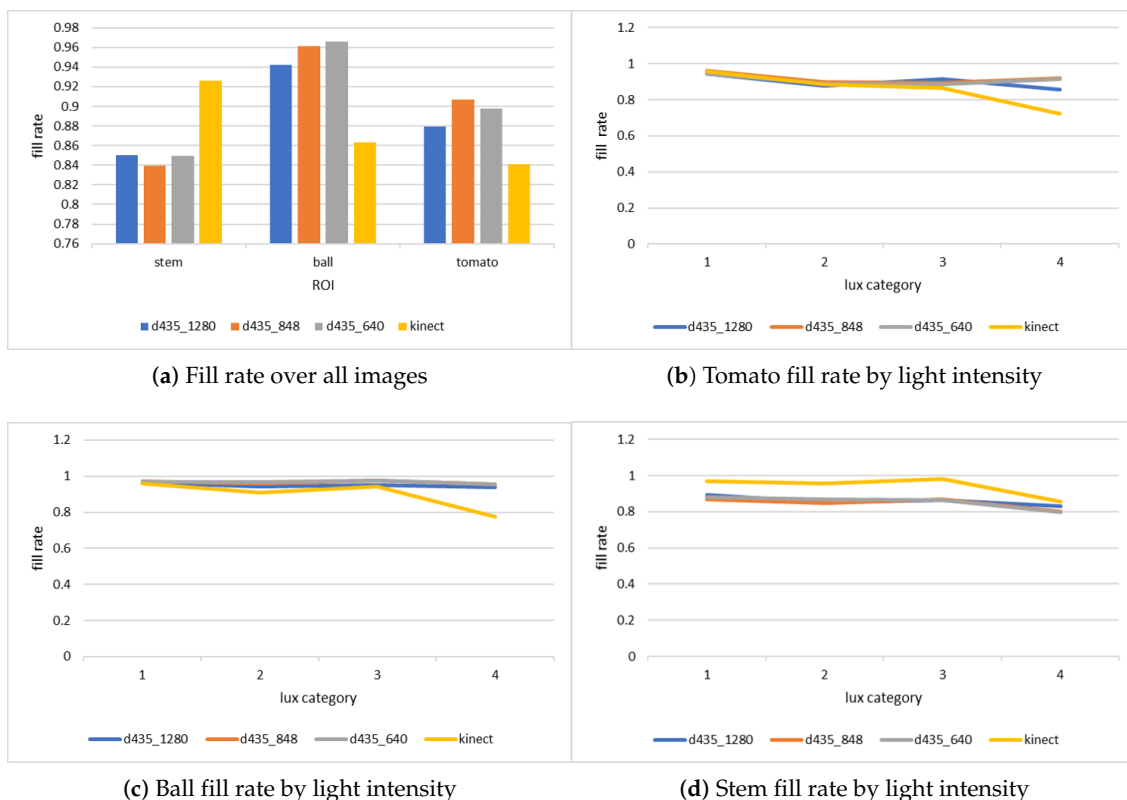 0.98
0.96
0.94
0.92
0.9
0.88
0.86
0.84
0.82
0.8
0.78
0.76
fill rate
stem ball tomato
ROI
d435_1280 d435_848 d435_640 kinect
(a) Fill rate over all images
1.2
1
0.8
0.6
0.4
0.2
0
fill rate
1 2 3 4
lux category
d435_1280 d435_848 d435_640 kinect
(b) Tomato fill rate by light intensity
1.2
1
0.8
0.6
0.4
0.2
0
fill rate
1 2 3 4
lux category
d435_1280 d435_848 d435_640 kinect
(c) Ball fill rate by light intensity
1.2
1
0.8
0.6
0.4
0.2
0
fill rate
1 2 3 4
lux category
d435_1280 d435_848 d435_640 kinect
(d) Stem fill rate by light intensity